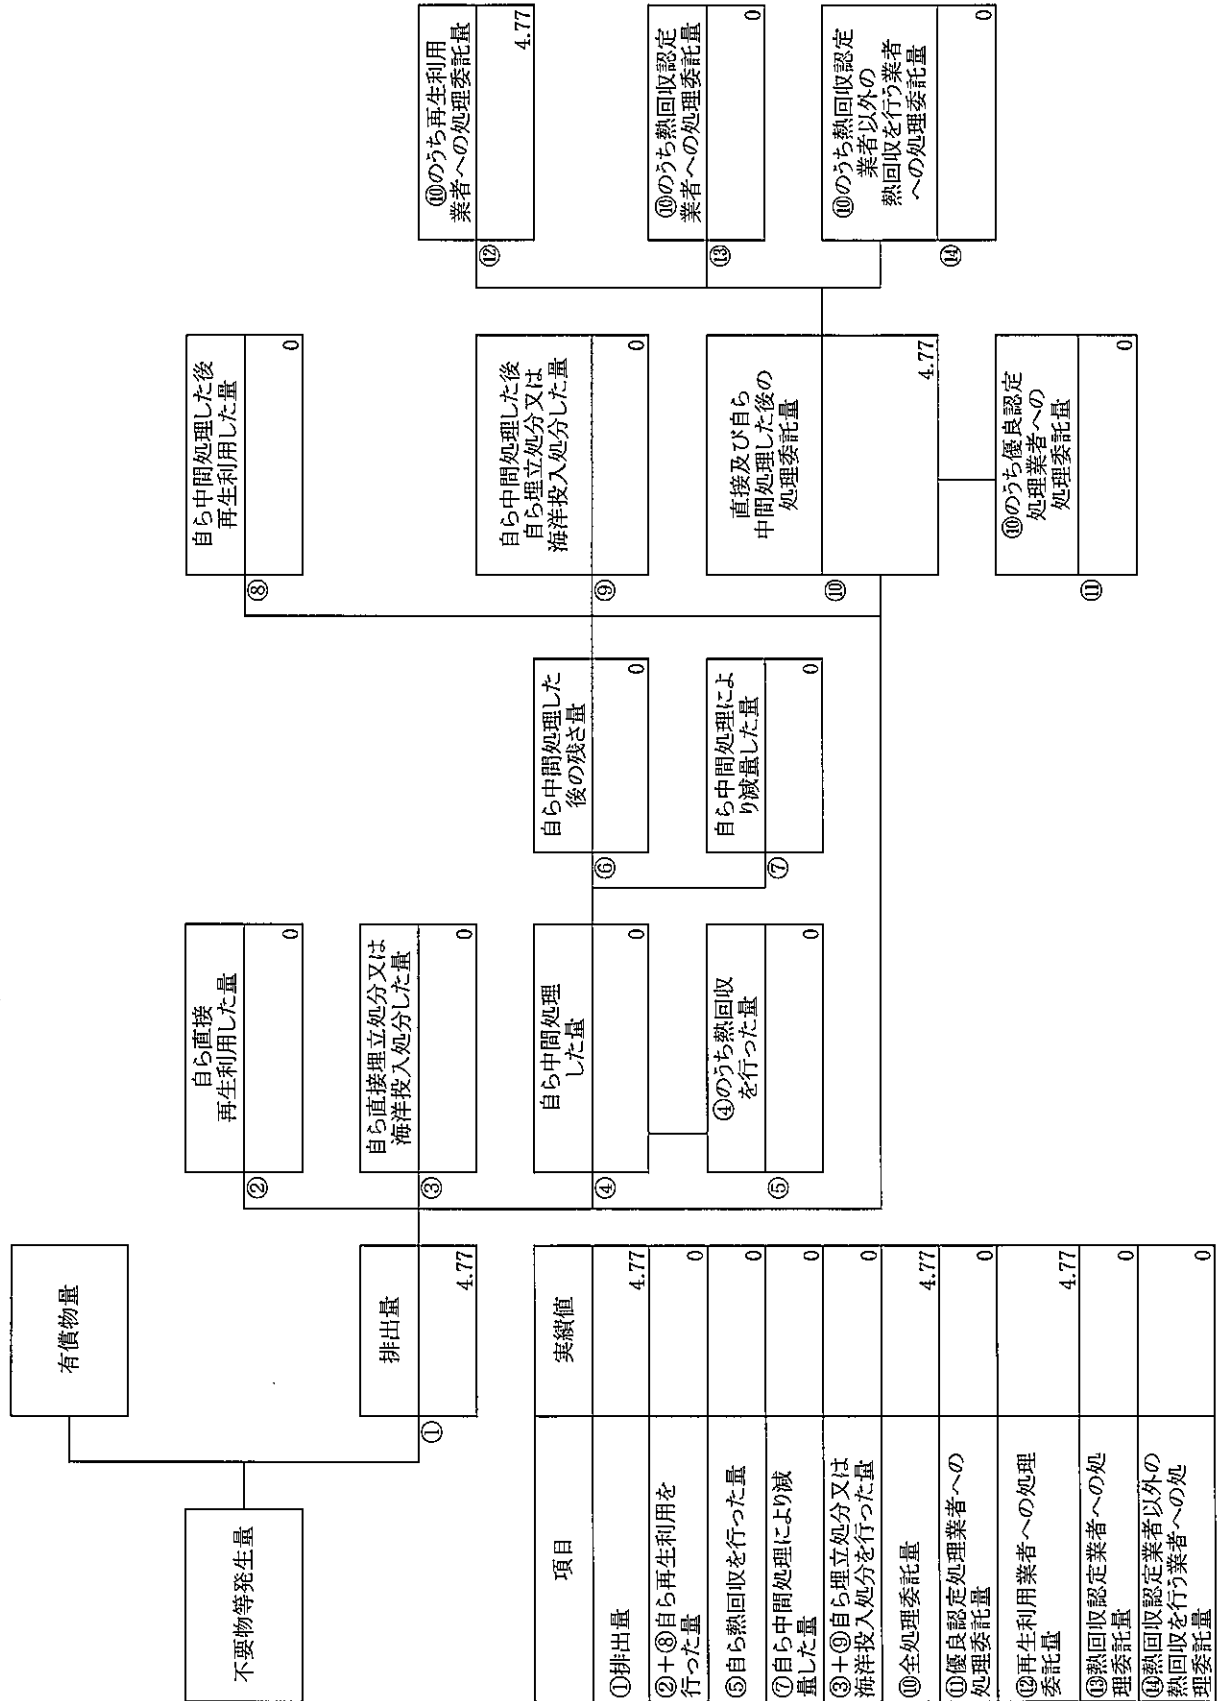 不要物等発生量
有償物量
①
排出量
4.77
②
自ら直接
再生利用した量
0
③
自ら直接埋立処分又は
海洋投入処分した量
0
④
自ら中間処理
した量
0
⑤
④のうち熱回収
を行った量
0
⑥
自ら中間処理した
後の残さ量
0
⑦
自ら中間処理によ
り減量した量
0
⑧
自ら中間処理した後
再生利用した量
0
⑨
自ら中間処理した後
自ら埋立処分又は
海洋投入処分した量
0
⑩
直接及び自ら
中間処理した後の
処理委託量
4.77
⑪
⑩のうち優良認定
処理業者への
処理委託量
0
⑫
⑩のうち再生利用
業者への処理委託量
4.77
⑬
⑩のうち熱回収認定
業者への処理委託量
0
⑭
⑩のうち熱回収認定
業者以外の
熱回収を行う業者
への処理委託量
0
項目
実績値
①排出量
4.77
②+⑧自ら再生利用を
行った量
0
⑤自ら熱回収を行った量
0
⑦自ら中間処理により減
量した量
0
③+⑨自ら埋立処分又は
海洋投入処分を行った量
0
⑩全処理委託量
4.77
⑪優良認定処理業者への
処理委託量
0
⑫再生利用業者への処理
委託量
4.77
⑬熱回収認定業者への処
理委託量
0
⑭熱回収認定業者以外の
熱回収を行う業者への処
理委託量
0